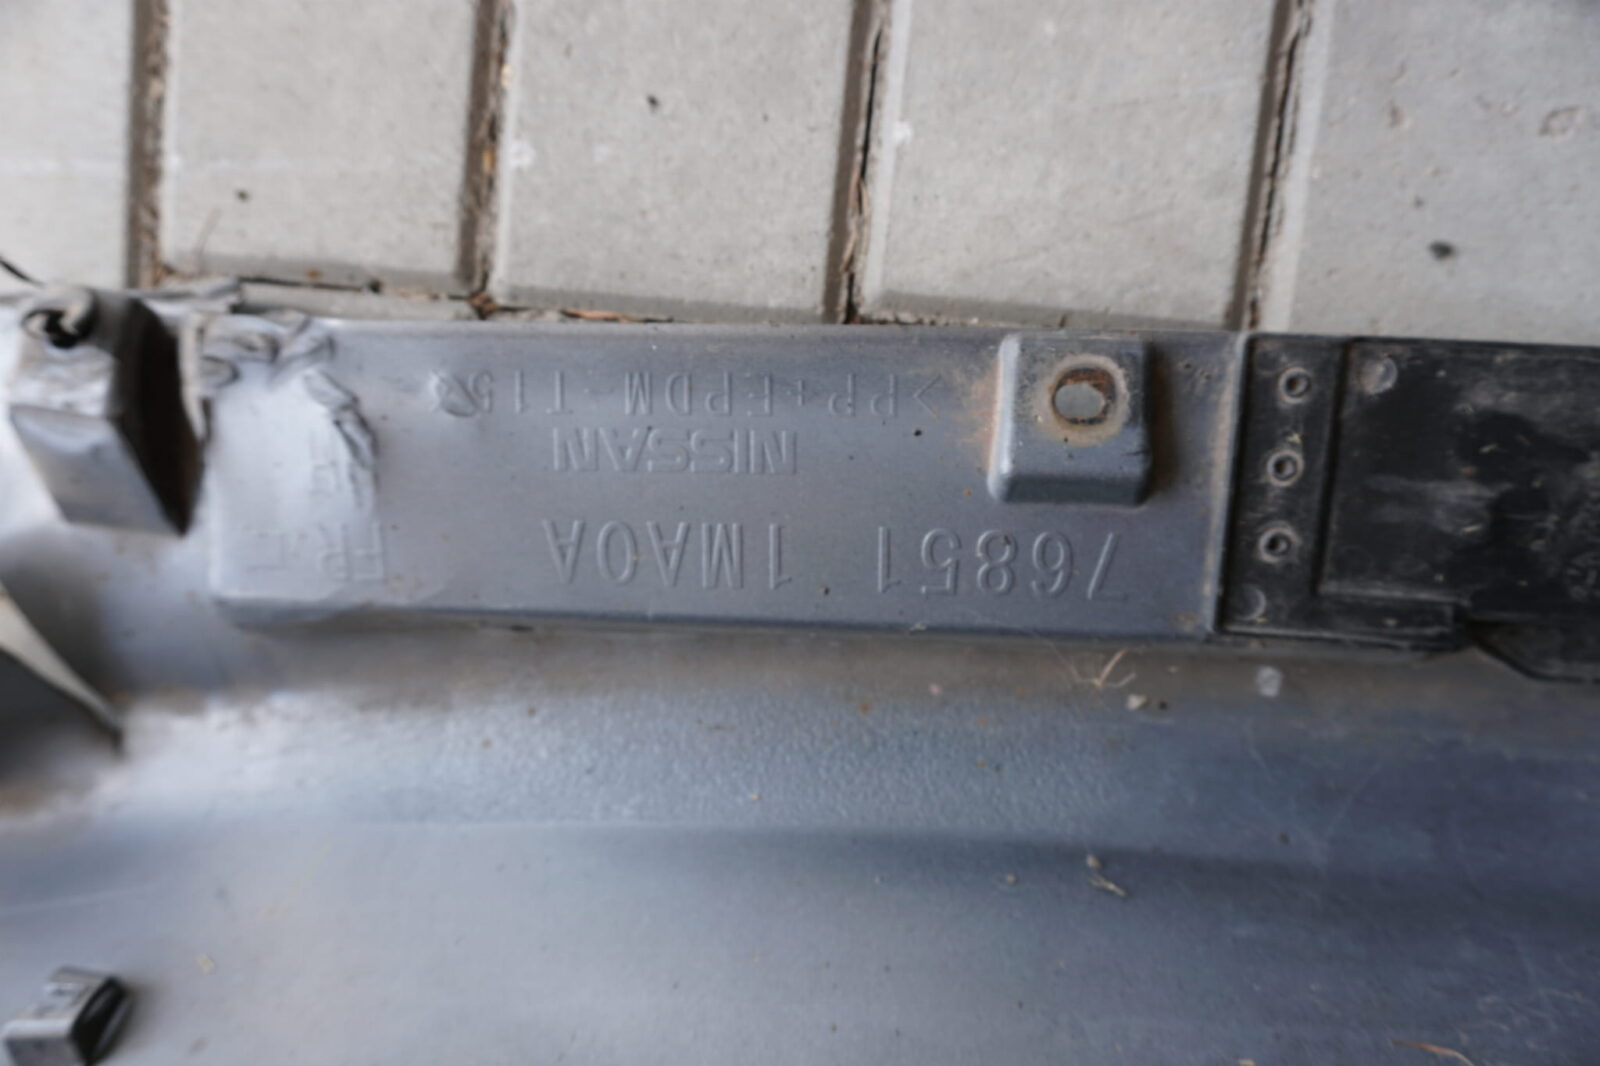 76851 1MA0A FR
NISSAN
>PP+EPDM-T15<